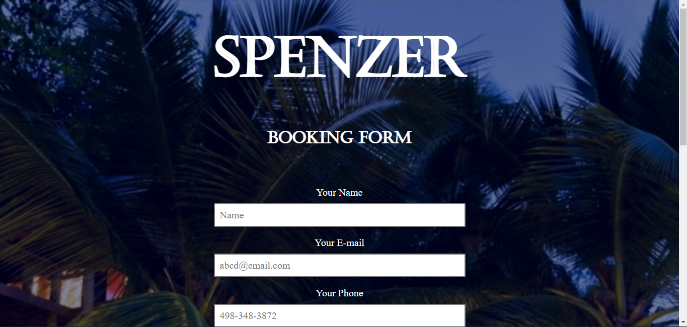 SPENZER
BOOKING FORM
Your Name
Name
Your E-mail
abcd@email.com
Your Phone
498-348-3872